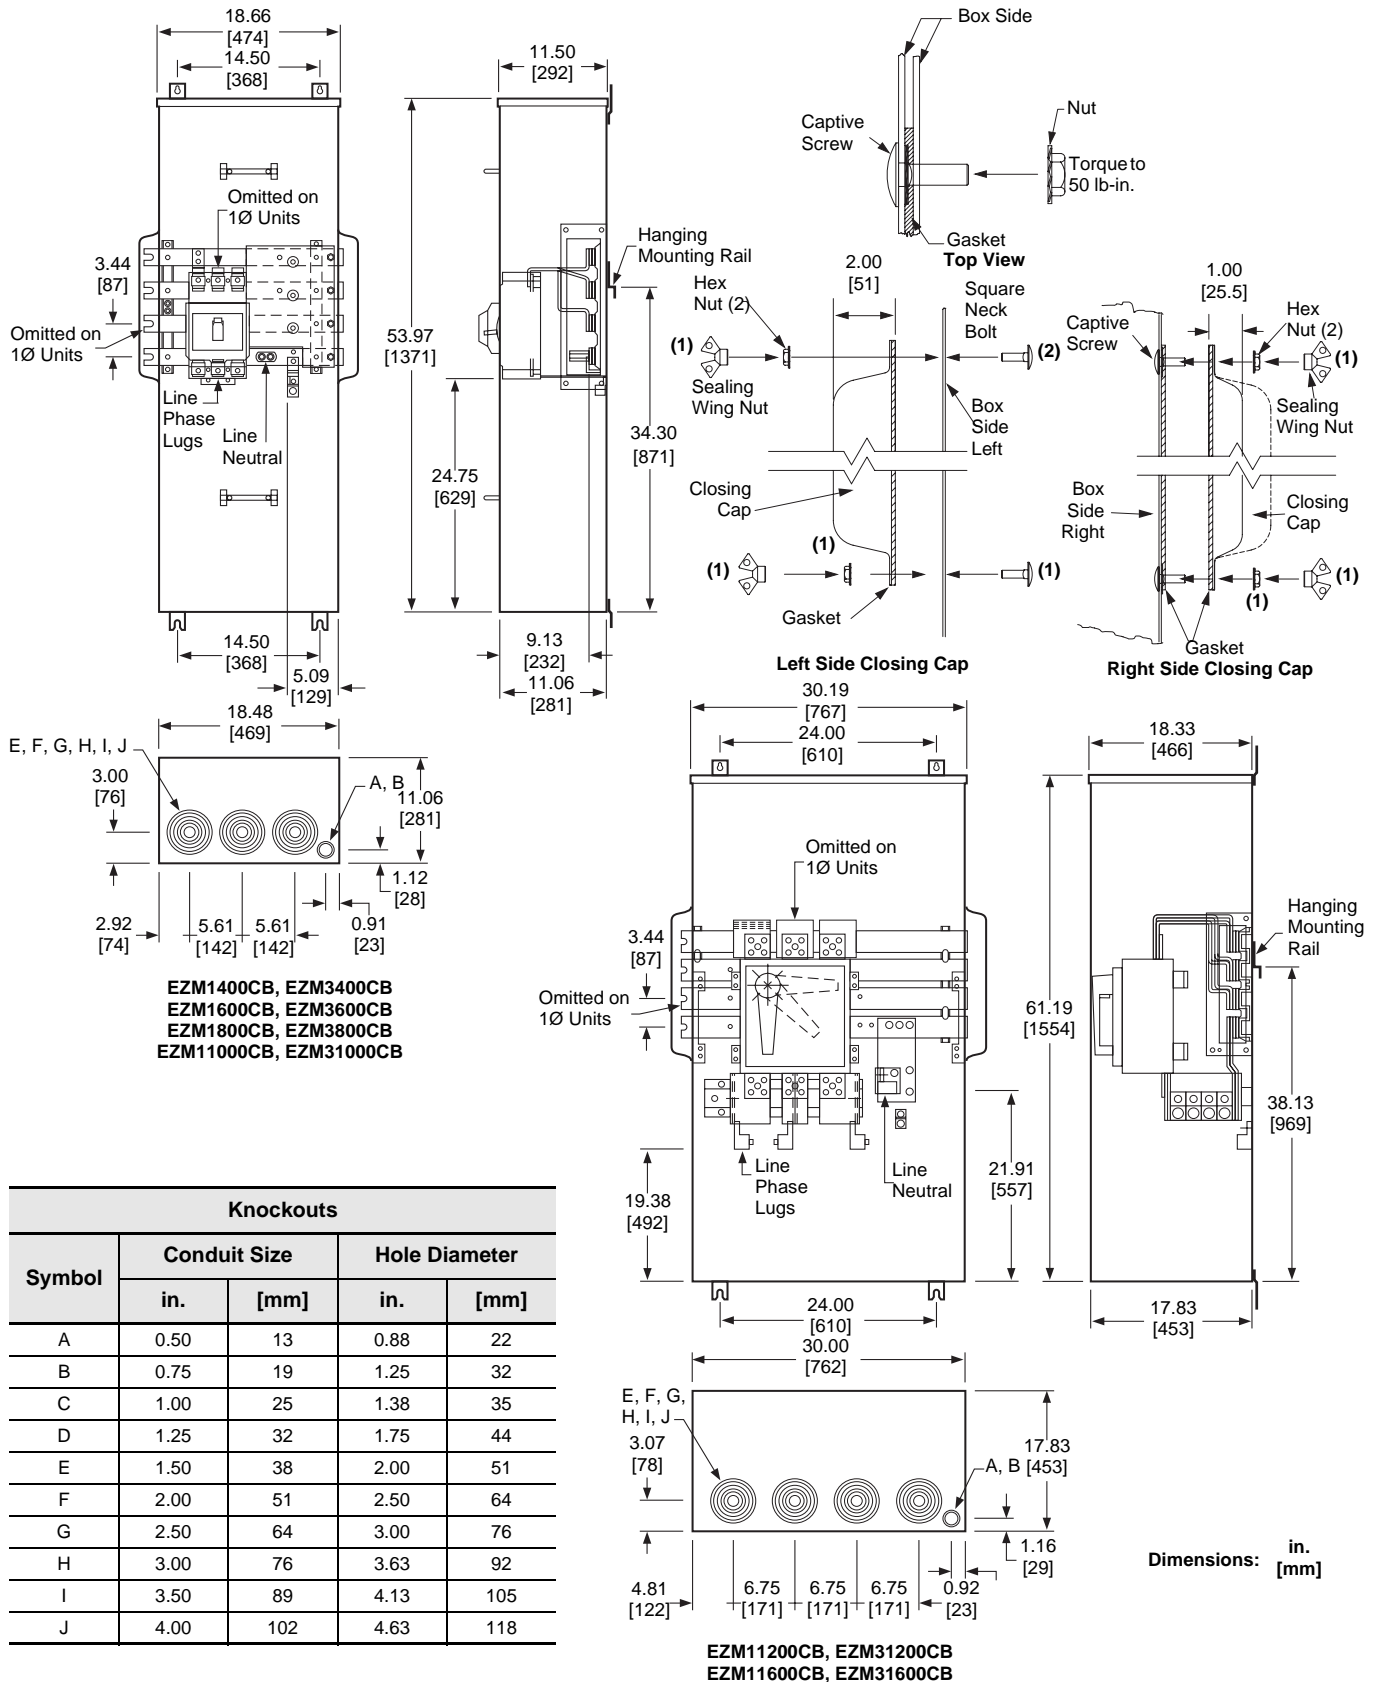 18.66
[474]
14.50
[368]
Omitted on
1Ø Units
3.44
[87]
Omitted on
1Ø Units
Line
Phase
Lugs
Line
Neutral
14.50
[368]
5.09
[129]
11.50
[292]
53.97
[1371]
Hanging
Mounting Rail
24.75
[629]
34.30
[871]
9.13
[232]
11.06
[281]
Box Side
Captive
Screw
Nut
Torque to
50 lb-in.
Gasket
Top View
2.00
[51]
Hex
Nut (2)
Square
Neck
Bolt
(1)
(2)
Sealing
Wing Nut
Box
Side
Left
Closing
Cap
(1)
(1)
(1)
Gasket
Left Side Closing Cap
1.00
[25.5]
Captive
Screw
Hex
Nut (2)
(1)
Sealing
Wing Nut
Box
Side
Right
Closing
Cap
(1)
(1)
Gasket
Right Side Closing Cap
18.48
[469]
E, F, G, H, I, J
3.00
[76]
A, B
11.06
[281]
1.12
[28]
2.92
[74]
5.61
[142]
5.61
[142]
0.91
[23]
EZM1400CB, EZM3400CB
EZM1600CB, EZM3600CB
EZM1800CB, EZM3800CB
EZM11000CB, EZM31000CB
30.19
[767]
24.00
[610]
Omitted on
1Ø Units
3.44
[87]
Omitted on
1Ø Units
Line
Phase
Lugs
Line
Neutral
19.38
[492]
21.91
[557]
24.00
[610]
18.33
[466]
61.19
[1554]
Hanging
Mounting
Rail
38.13
[969]
17.83
[453]
30.00
[762]
E, F, G,
H, I, J
3.07
[78]
A, B
17.83
[453]
1.16
[29]
4.81
[122]
6.75
[171]
6.75
[171]
6.75
[171]
0.92
[23]
EZM11200CB, EZM31200CB
EZM11600CB, EZM31600CB
Dimensions: in.
[mm]
Knockouts
Symbol Conduit Size Hole Diameter
in. [mm] in. [mm]
A 0.50 13 0.88 22
B 0.75 19 1.25 32
C 1.00 25 1.38 35
D 1.25 32 1.75 44
E 1.50 38 2.00 51
F 2.00 51 2.50 64
G 2.50 64 3.00 76
H 3.00 76 3.63 92
I 3.50 89 4.13 105
J 4.00 102 4.63 118